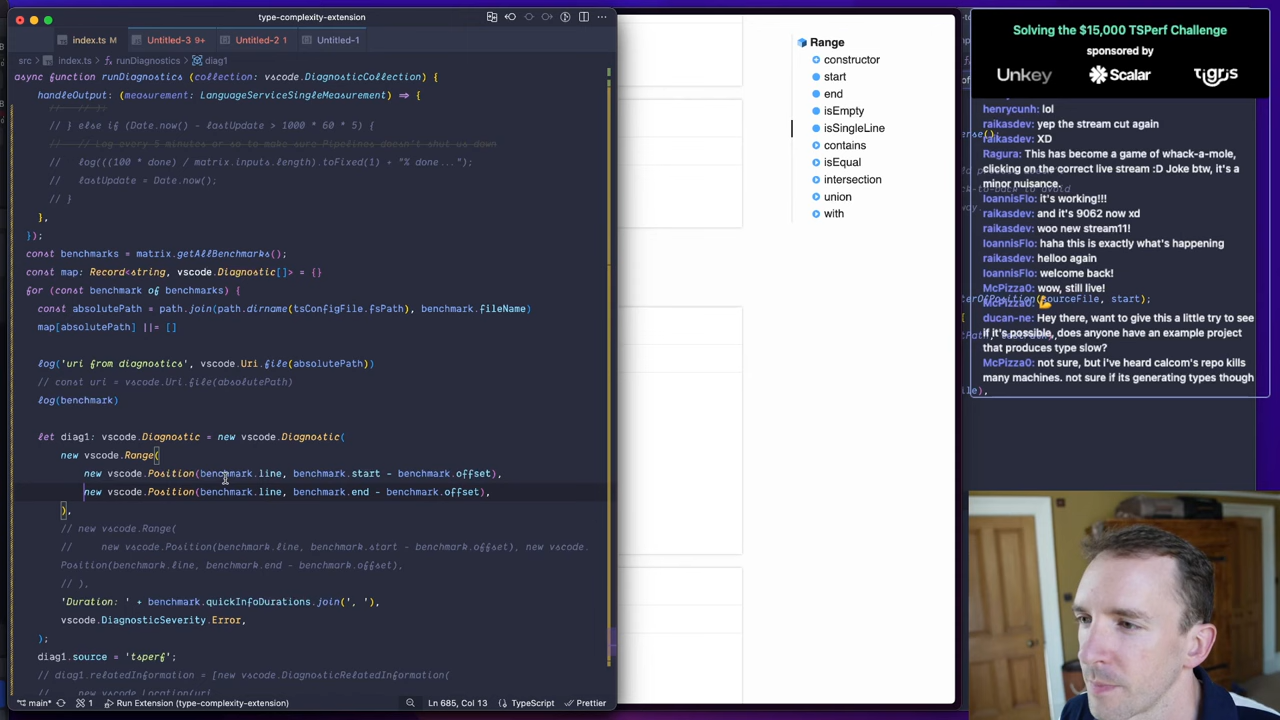 type-complexity-extension
index.ts M
Untitled-3 9+
Untitled-2 1
Untitled-1
src > index.ts > runDiagnostics > diag1
async function runDiagnostics (collection: vscode.DiagnosticCollection) {
handleOutput: (measurement: LanguageServiceSingleMeasurement) => {
// } else if (Date.now() - lastUpdate > 1000 * 60 * 5) {
// log(((100 * done) / matrix.inputs.length).toFixed(1) + "% done...");
// lastUpdate = Date.now();
// }
},
});
const benchmarks = matrix.getAllBenchmarks();
const map: Record<string, vscode.Diagnostic[]> = {}
for (const benchmark of benchmarks) {
const absolutePath = path.join(path.dirname(tsConfigFile.fsPath), benchmark.fileName)
map[absolutePath] ||= []
log('uri from diagnostics', vscode.Uri.file(absolutePath))
// const uri = vscode.Uri.file(absolutePath)
log(benchmark)
let diag1: vscode.Diagnostic = new vscode.Diagnostic(
new vscode.Range(
new vscode.Position(benchmark.line, benchmark.start - benchmark.offset),
new vscode.Position(benchmark.line, benchmark.end - benchmark.offset),
),
// new vscode.Range(
// new vscode.Position(benchmark.line, benchmark.start - benchmark.offset), new vscode.
Position(benchmark.line, benchmark.end - benchmark.offset),
// ),
'Duration: ' + benchmark.quickInfoDurations.join(', '),
vscode.DiagnosticSeverity.Error,
);
diag1.source = 'tsperf';
// diag1.relatedInformation = [new vscode.DiagnosticRelatedInformation(
// new vscode.Location(uri,
main*
1
Run Extension (type-complexity-extension)
Ln 685, Col 13
TypeScript
Prettier
Range
constructor
start
end
isEmpty
isSingleLine
contains
isEqual
intersection
union
with
Solving the $15,000 TSPerf Challenge
sponsored by
Unkey
Scalar
tigris
henrycunh: lol
raikasdev: yep the stream cut again
raikasdev: XD
Ragura: This has become a game of whack-a-mole,
clicking on the correct live stream :D Joke btw, it's a
minor nuisance.
IoannisFlo: it's working!!!
raikasdev: and it's 9062 now xd
raikasdev: woo new stream11!
IoannisFlo: haha this is exactly what's happening
raikasdev: helloo again
IoannisFlo: welcome back!
McPizza0: wow, still live!
McPizza0: 💪
ducan-ne: Hey there, want to give this a little try to see
if it's possible, does anyone have an example project
that produces type slow?
McPizza0: not sure, but i've heard calcom's repo kills
many machines. not sure if its generating types though